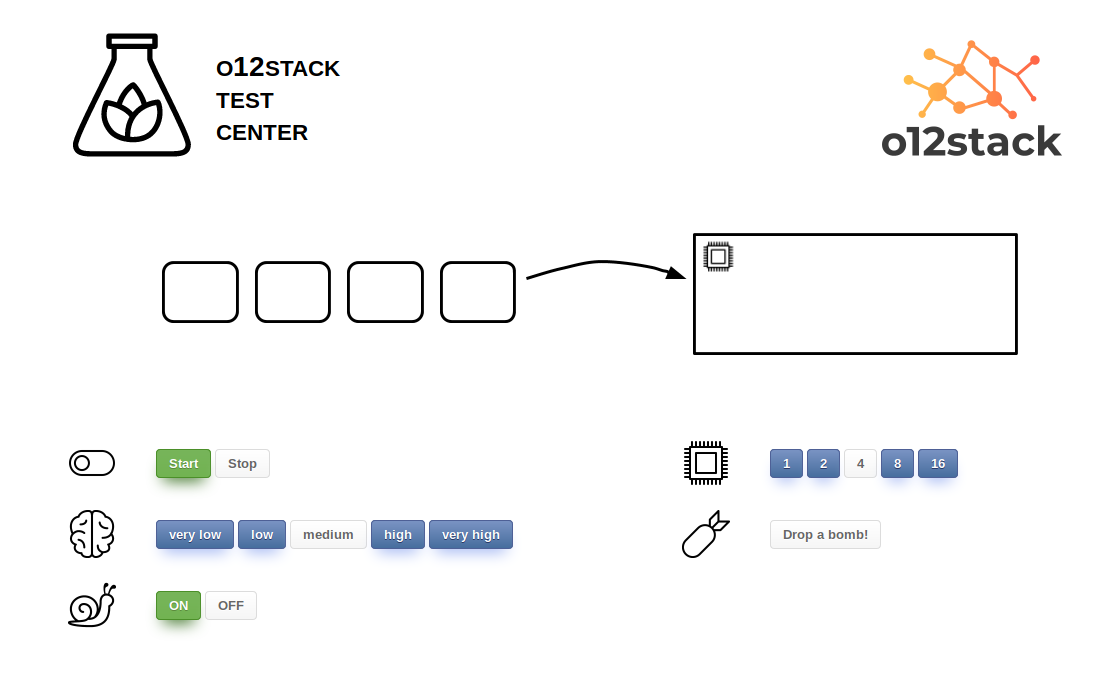 o12STACK
TEST
CENTER
o12stack
Start Stop
1 2 4 8 16
very low low medium high very high
Drop a bomb!
ON OFF